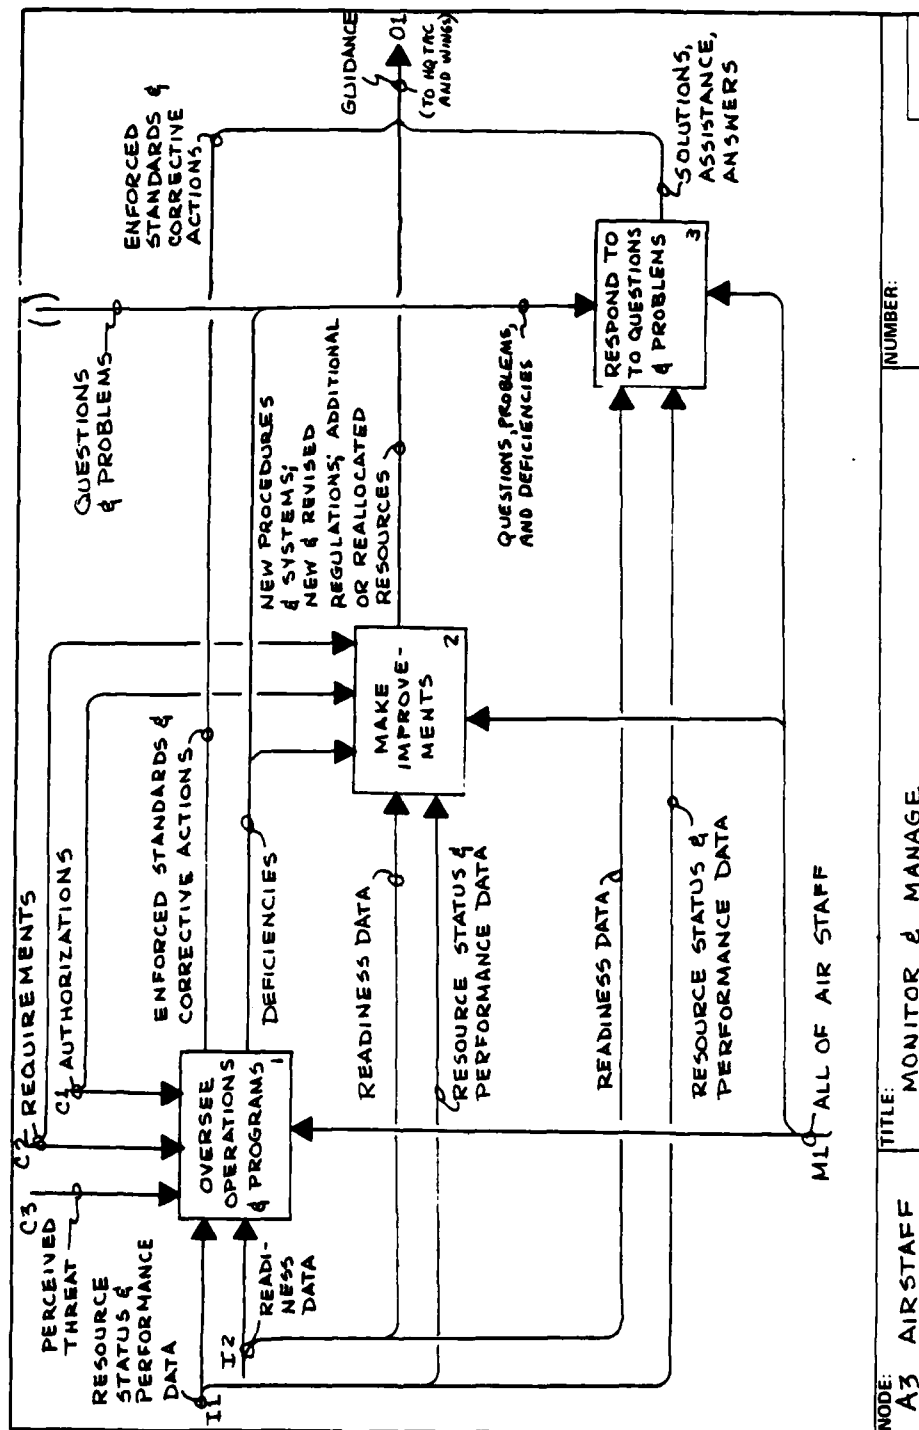 C2
REQUIREMENTS
C1
AUTHORIZATIONS
C3
PERCEIVED
THREAT
RESOURCE
STATUS &
PERFORMANCE
DATA
I1
I2
READI-
NESS
DATA
OVERSEE
OPERATIONS
& PROGRAMS
1
ENFORCED STANDARDS &
CORRECTIVE ACTIONS
DEFICIENCIES
READINESS DATA
RESOURCE STATUS &
PERFORMANCE DATA
MAKE
IMPROVE-
MENTS
2
NEW PROCEDURES
& SYSTEMS;
NEW & REVISED
REGULATIONS; ADDITIONAL
OR REALLOCATED
RESOURCES
QUESTIONS
& PROBLEMS
ENFORCED
STANDARDS &
CORRECTIVE
ACTIONS
GUIDANCE
O1
(TO HQ TAC
AND WINGS)
QUESTIONS, PROBLEMS,
AND DEFICIENCIES
READINESS DATA
RESOURCE STATUS &
PERFORMANCE DATA
RESPOND TO
TO QUESTIONS
& PROBLEMS
3
SOLUTIONS,
ASSISTANCE,
ANSWERS
M1
ALL OF AIR STAFF
NODE:
A3 AIRSTAFF
TITLE:
MONITOR & MANAGE
NUMBER: